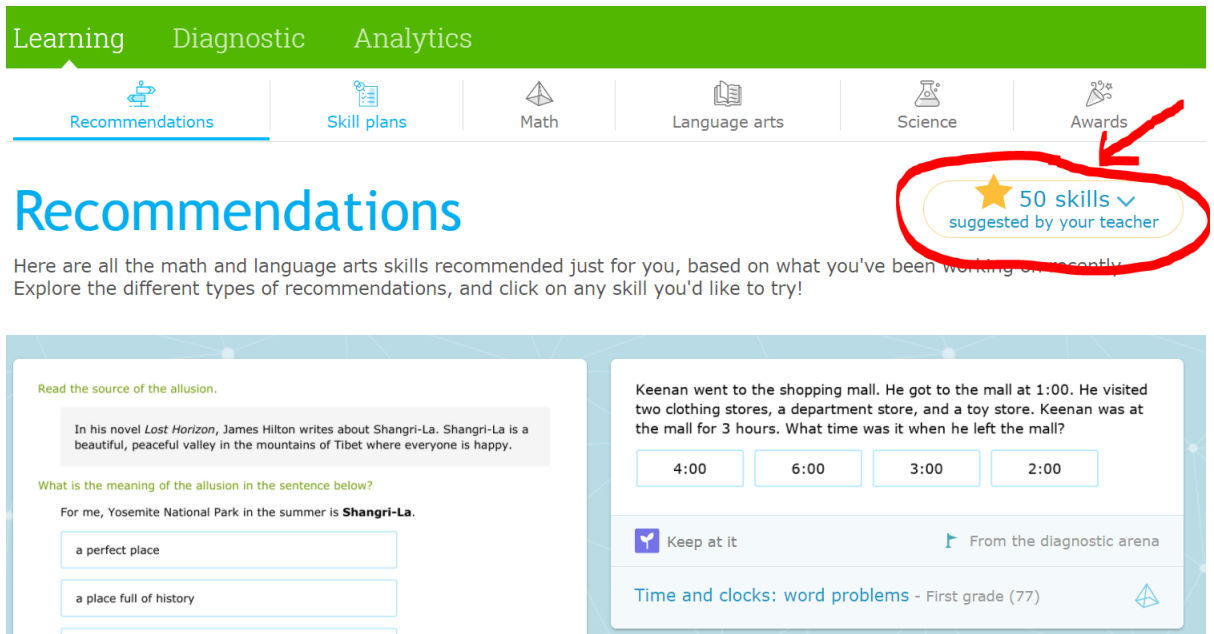 Learning Diagnostic Analytics
Recommendations Skill plans Math Language arts Science Awards
Recommendations
50 skills
suggested by your teacher
Here are all the math and language arts skills recommended just for you, based on what you've been working on recently.
Explore the different types of recommendations, and click on any skill you'd like to try!
Read the source of the allusion.
In his novel Lost Horizon, James Hilton writes about Shangri-La. Shangri-La is a
beautiful, peaceful valley in the mountains of Tibet where everyone is happy.
What is the meaning of the allusion in the sentence below?
For me, Yosemite National Park in the summer is Shangri-La.
a perfect place
a place full of history
Keenan went to the shopping mall. He got to the mall at 1:00. He visited
two clothing stores, a department store, and a toy store. Keenan was at
the mall for 3 hours. What time was it when he left the mall?
4:00 6:00 3:00 2:00
Keep at it From the diagnostic arena
Time and clocks: word problems - First grade (77)